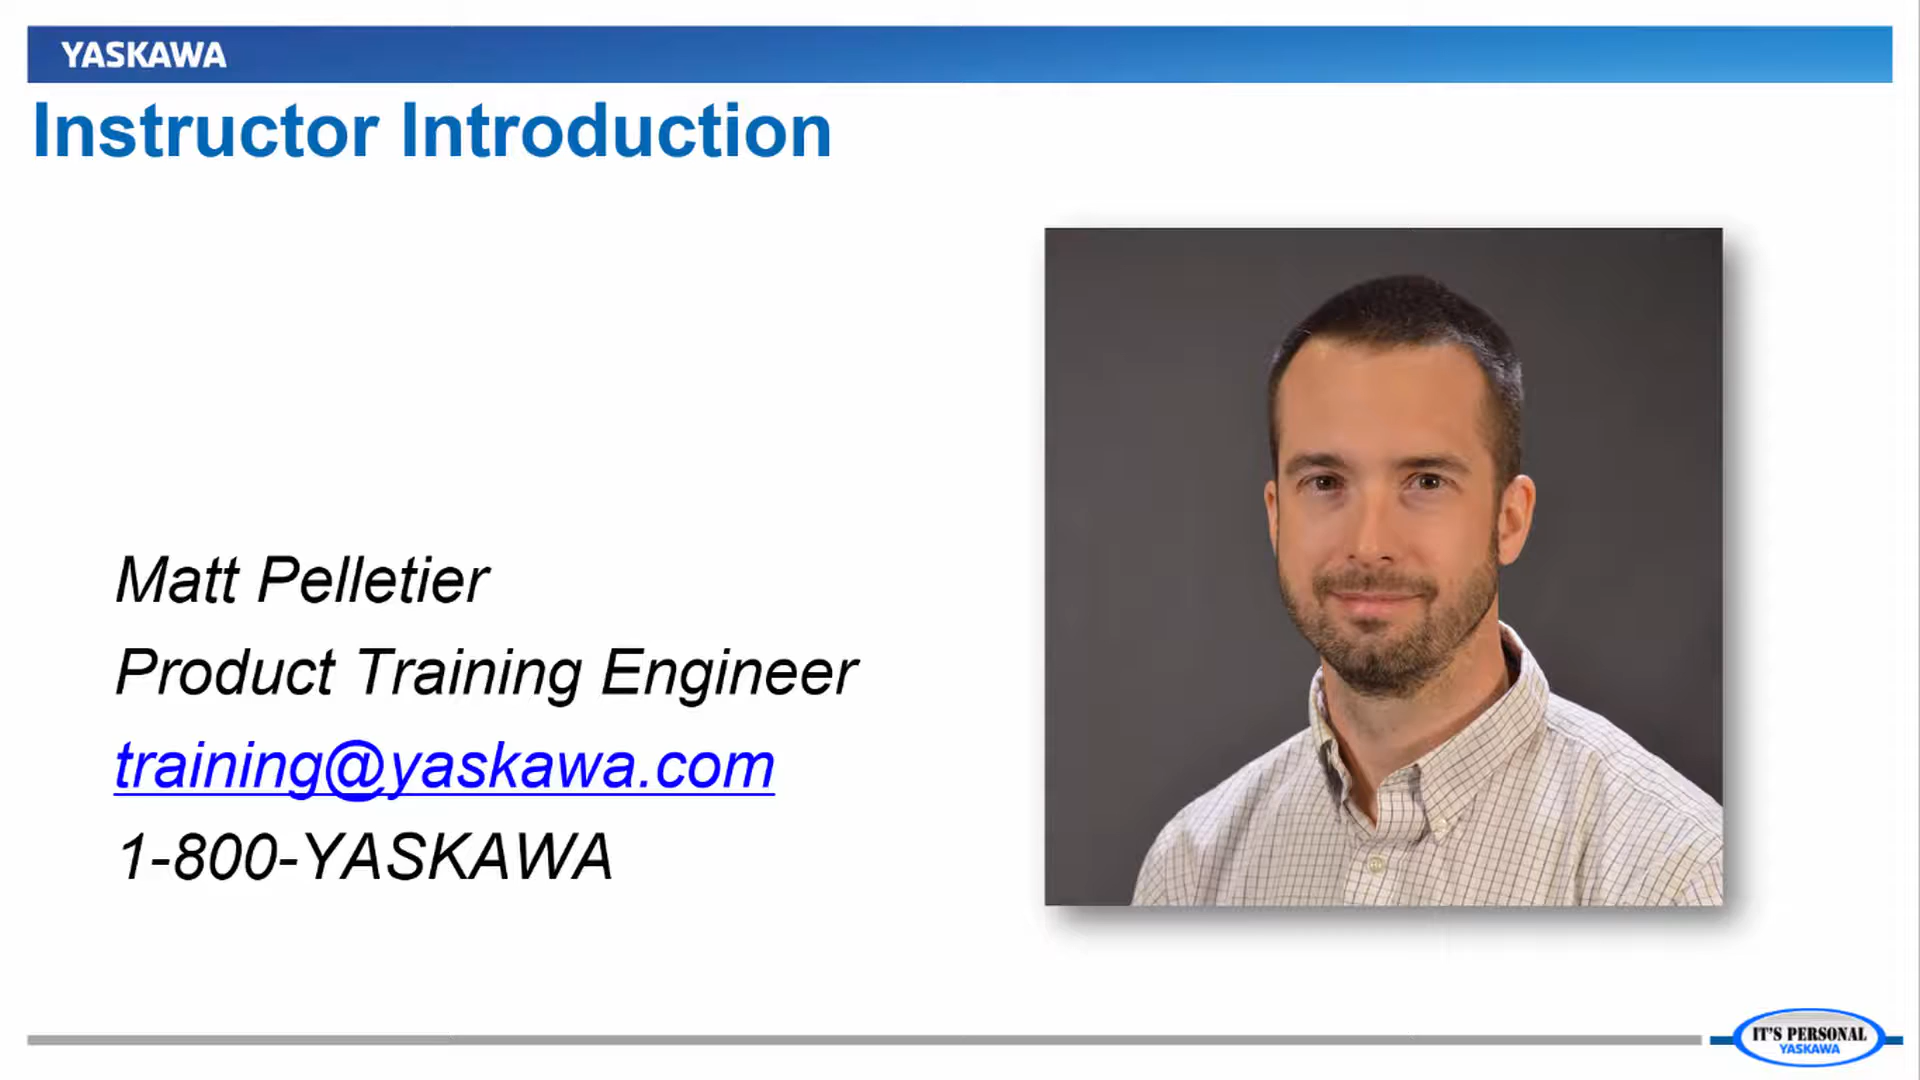 YASKAWA
Instructor Introduction
Matt Pelletier
Product Training Engineer
training@yaskawa.com
1-800-YASKAWA
IT'S PERSONAL
YASKAWA